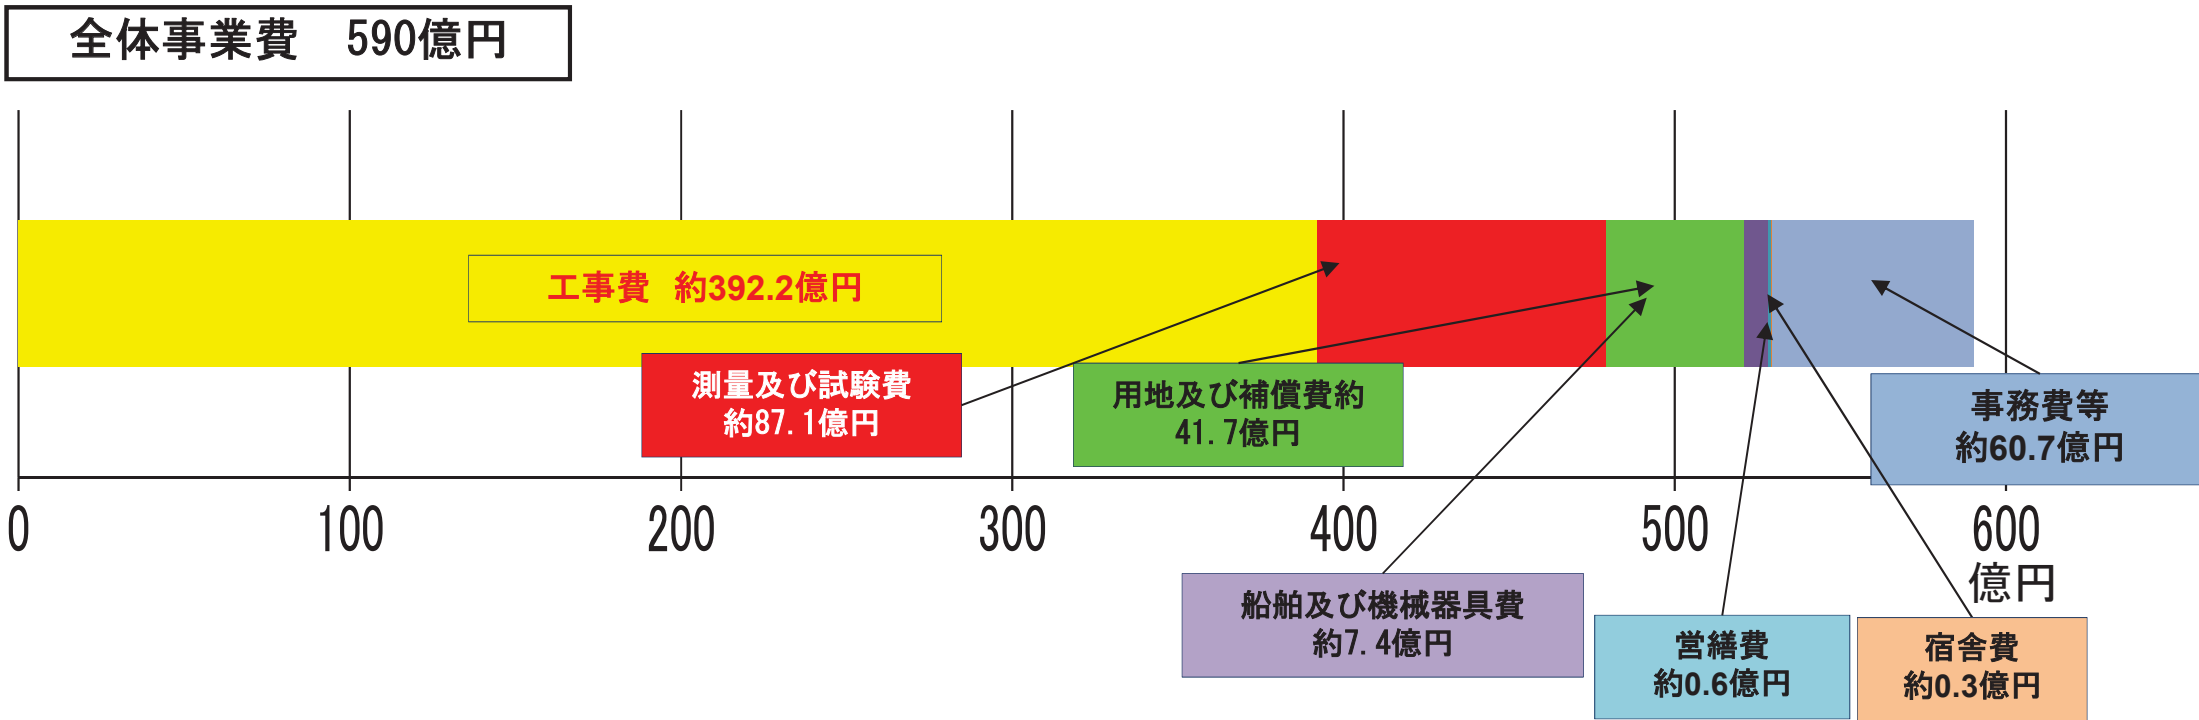 全体事業費　590億円
工事費　約392.2億円
測量及び試験費
約87.1億円
用地及び補償費約
41.7億円
事務費等
約60.7億円
0
100
200
300
400
500
600
億円
船舶及び機械器具費
約7.4億円
営繕費
約0.6億円
宿舎費
約0.3億円